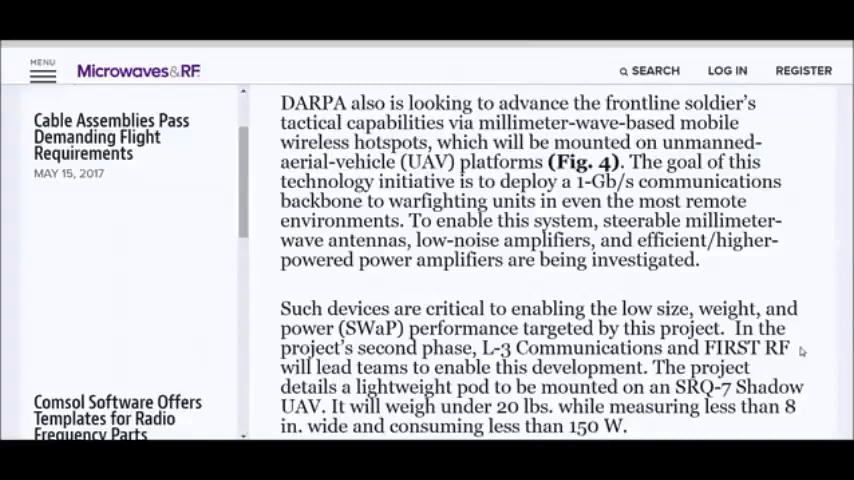 MENU
Microwaves&RF
SEARCH
LOG IN
REGISTER
Cable Assemblies Pass
Demanding Flight
Requirements
MAY 15, 2017
Comsol Software Offers
Templates for Radio
Frequency Parts
DARPA also is looking to advance the frontline soldier's
tactical capabilities via millimeter-wave-based mobile
wireless hotspots, which will be mounted on unmanned-
aerial-vehicle (UAV) platforms (Fig. 4). The goal of this
technology initiative is to deploy a 1-Gb/s communications
backbone to warfighting units in even the most remote
environments. To enable this system, steerable millimeter-
wave antennas, low-noise amplifiers, and efficient/higher-
powered power amplifiers are being investigated.
Such devices are critical to enabling the low size, weight, and
power (SWaP) performance targeted by this project. In the
project's second phase, L-3 Communications and FIRST RF
will lead teams to enable this development. The project
details a lightweight pod to be mounted on an SRQ-7 Shadow
UAV. It will weigh under 20 lbs. while measuring less than 8
in. wide and consuming less than 150 W.